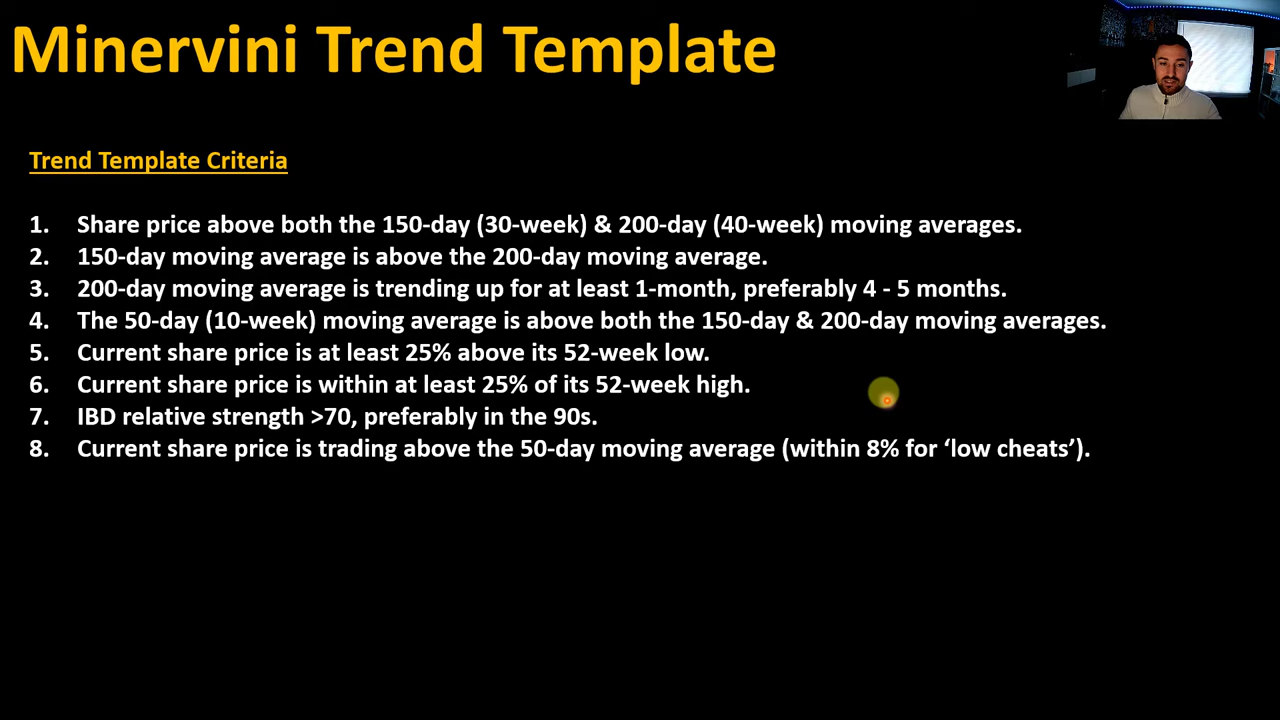 Minervini Trend Template
Trend Template Criteria
1. Share price above both the 150-day (30-week) & 200-day (40-week) moving averages.
2. 150-day moving average is above the 200-day moving average.
3. 200-day moving average is trending up for at least 1-month, preferably 4 - 5 months.
4. The 50-day (10-week) moving average is above both the 150-day & 200-day moving averages.
5. Current share price is at least 25% above its 52-week low.
6. Current share price is within at least 25% of its 52-week high.
7. IBD relative strength >70, preferably in the 90s.
8. Current share price is trading above the 50-day moving average (within 8% for ‘low cheats’).